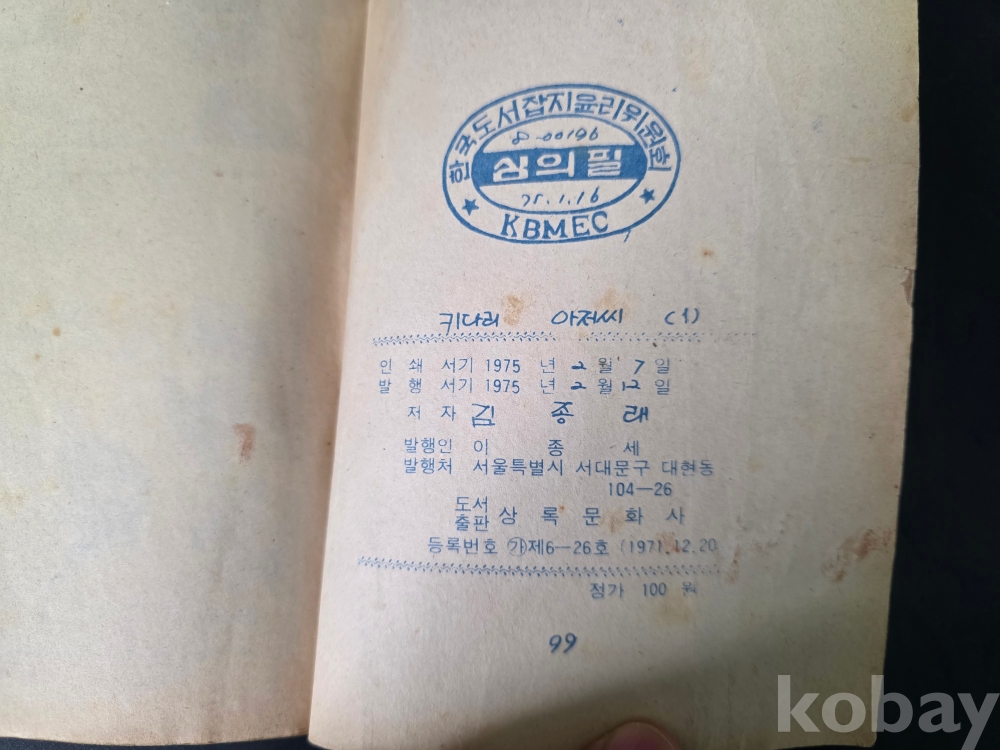 한국도서잡지윤리위원회
8-00196
심의필
75.1.16
★ KBMEC ★
키다리 아저씨 (1)
인 쇄 서기 1975 년 2 월 7 일
발 행 서기 1975 년 2 월 12 일
저 자 김 종 래
발행인 이 종 세
발행처 서울특별시 서대문구 대현동
104—26
도서출판 상 록 문 화 사
등록번호 ㉮제6—26호 (1971.12.20
정가 100 원
99
kobay